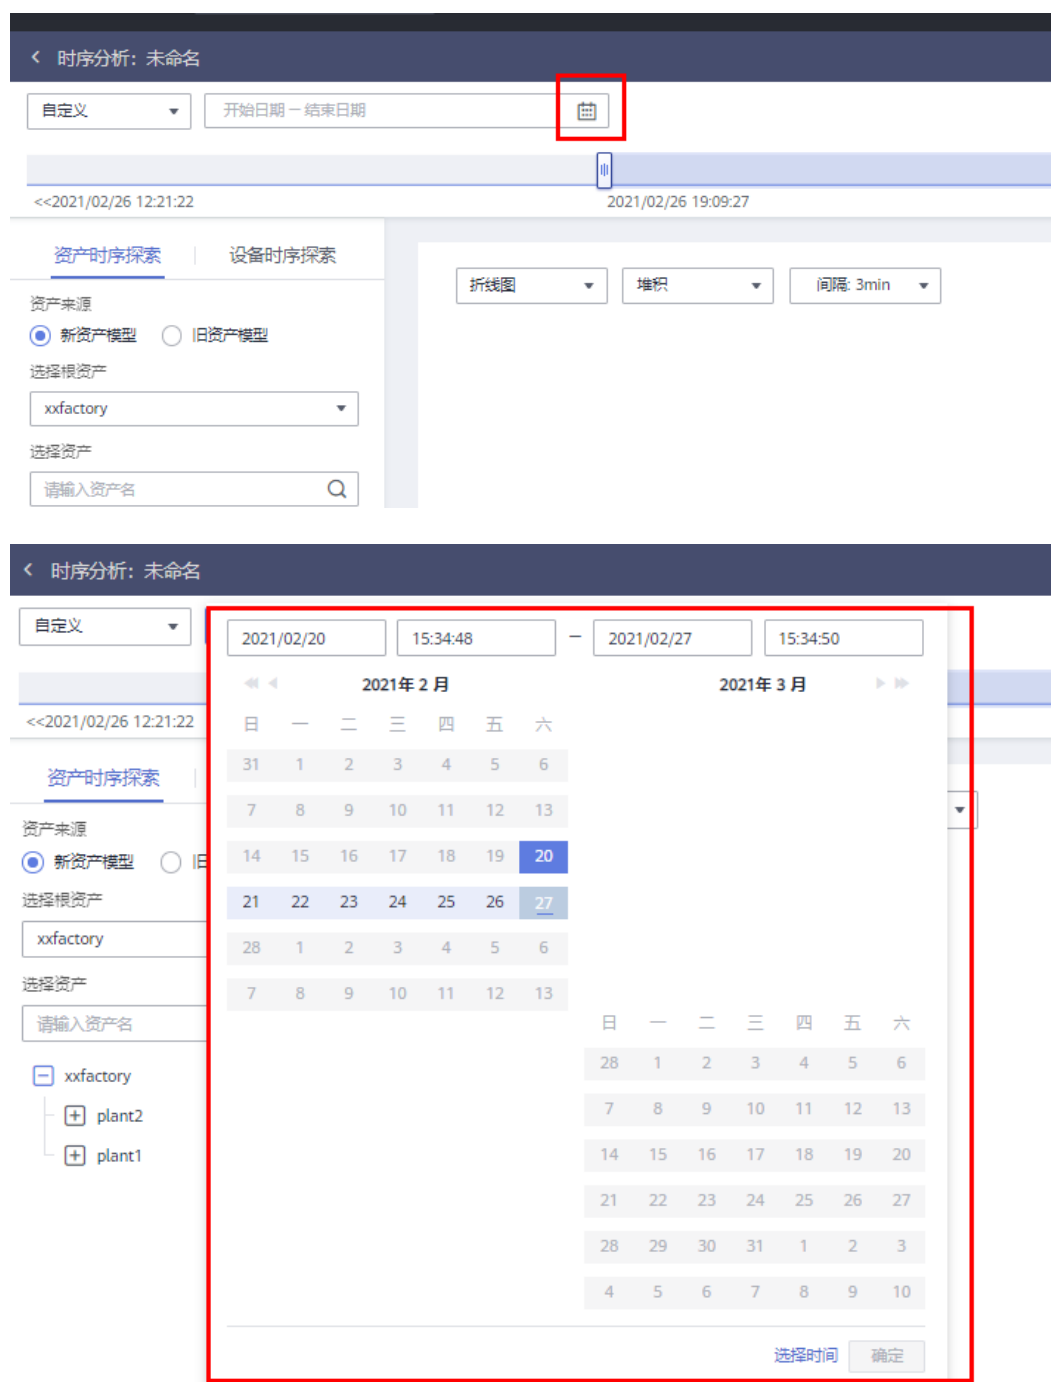 时序分析：未命名
自定义
开始日期 — 结束日期
<<2021/02/26 12:21:22
2021/02/26 19:09:27
资产时序探索
设备时序探索
折线图
堆积
间隔: 3min
资产来源
新资产模型
旧资产模型
选择根资产
xxfactory
选择资产
请输入资产名
时序分析：未命名
自定义
2021/02/20 15:34:48 — 2021/02/27 15:34:50
2021年 2 月
2021年 3 月
<<2021/02/26 12:21:22
日 一 二 三 四 五 六
31 1 2 3 4 5 6
7 8 9 10 11 12 13
14 15 16 17 18 19 20
21 22 23 24 25 26 27
28 1 2 3 4 5 6
7 8 9 10 11 12 13
日 一 二 三 四 五 六
28 1 2 3 4 5 6
7 8 9 10 11 12 13
14 15 16 17 18 19 20
21 22 23 24 25 26 27
28 29 30 31 1 2 3
4 5 6 7 8 9 10
选择时间
确定
资产时序探索
资产来源
新资产模型
旧
选择根资产
xxfactory
选择资产
请输入资产名
xxfactory
plant2
plant1